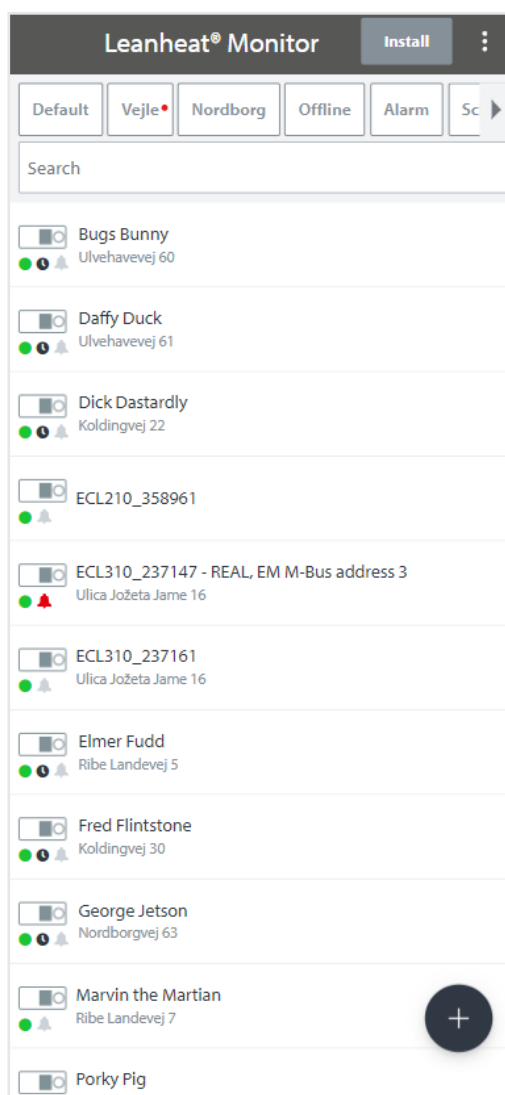 Leanheat® Monitor
Install
Default
Vejle
Nordborg
Offline
Alarm
Sc
Search
Bugs Bunny
Ulvehavevej 60
Daffy Duck
Ulvehavevej 61
Dick Dastardly
Koldingvej 22
ECL210_358961
ECL310_237147 - REAL, EM M-Bus address 3
Ulica Jožeta Jame 16
ECL310_237161
Ulica Jožeta Jame 16
Elmer Fudd
Ribe Landevej 5
Fred Flintstone
Koldingvej 30
George Jetson
Nordborgvej 63
Marvin the Martian
Ribe Landevej 7
Porky Pig